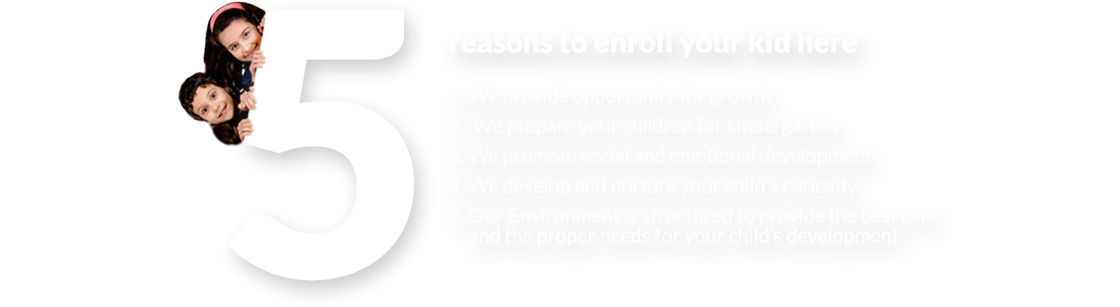 5
reasons to enroll your kid here
1. We provide opportunity for growth
2. We prepare your children for kindergarten
3. We promote social and emotional development
4. We develop and nurture your child's curiosity
5. Our Environment is structured to provide the best care
and the proper needs for your child's development